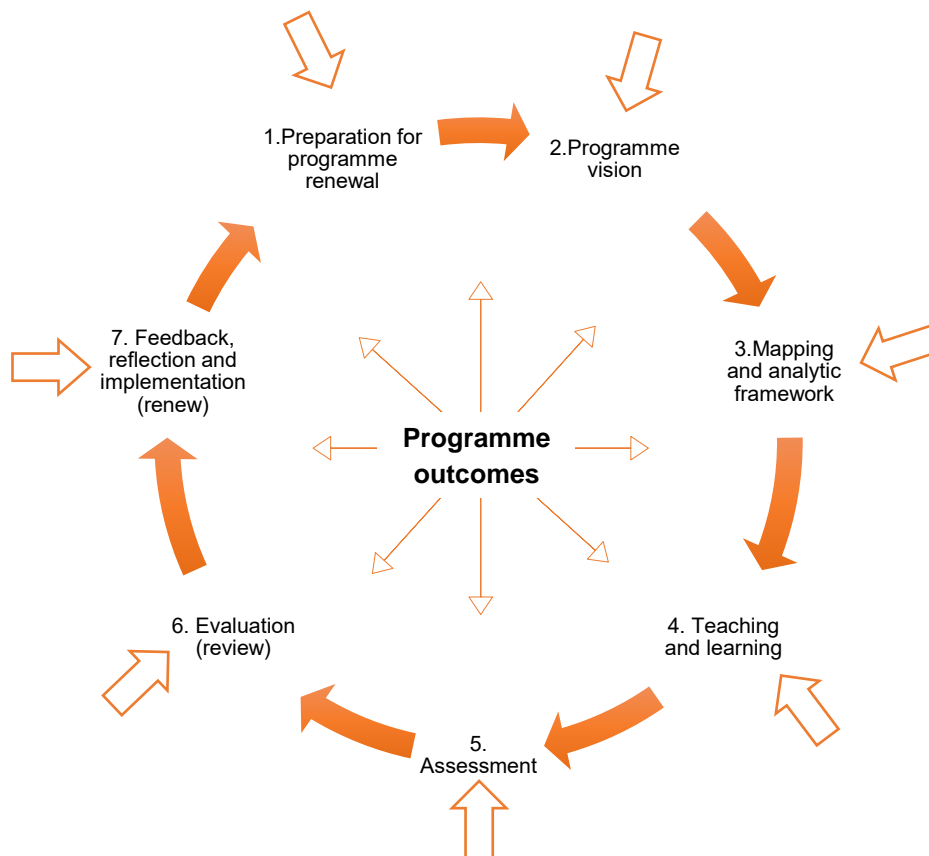 1.Preparation for
programme
renewal
2.Programme
vision
3.Mapping
and analytic
framework
4. Teaching
and learning
5.
Assessment
6. Evaluation
(review)
7. Feedback,
reflection and
implementation
(renew)
Programme
outcomes